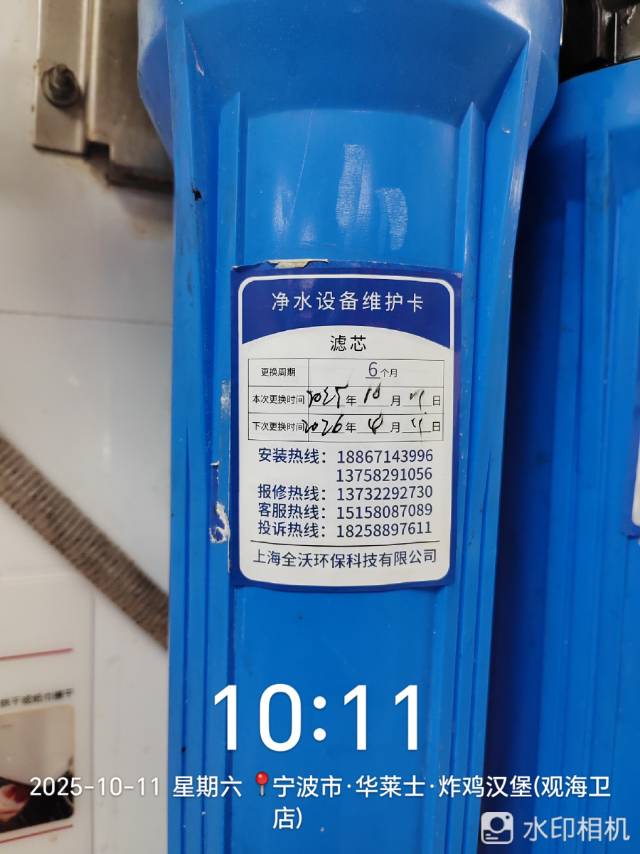 净水设备维护卡
滤芯
更换周期 6个月
本次更换时间 2025年 10月 11日
下次更换时间 2026年 4月 11日
安装热线：18867143996
13758291056
报修热线：13732292730
客服热线：15158087089
投诉热线：18258897611
上海全沃环保科技有限公司
10:11
2025-10-11 星期六 宁波市·华莱士·炸鸡汉堡(观海卫
店)
水印相机